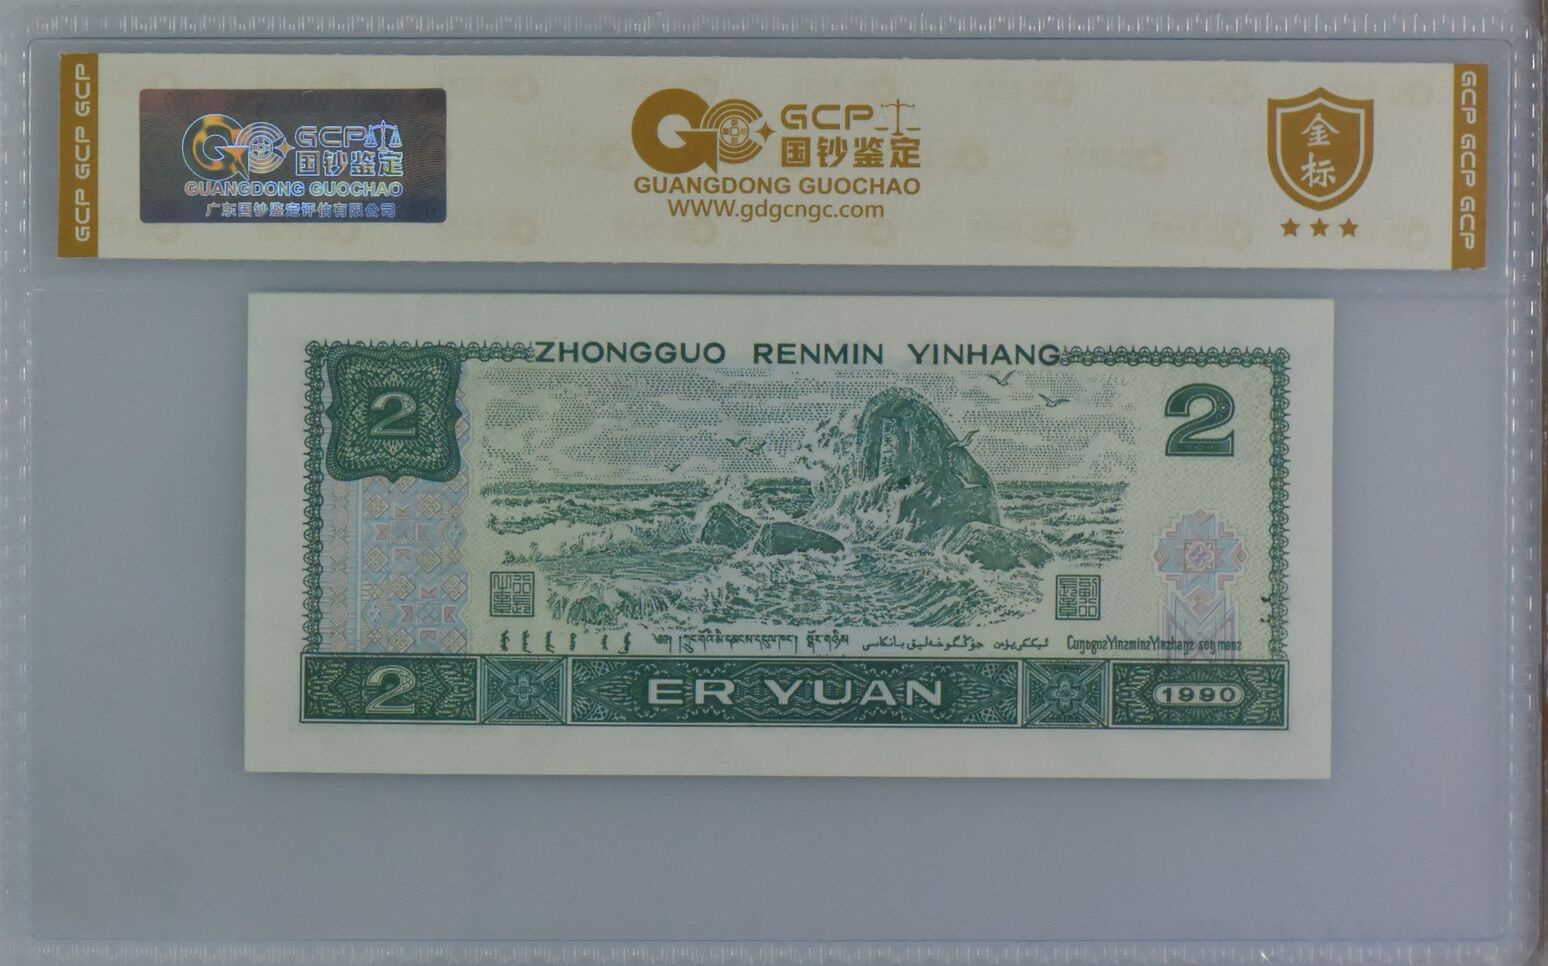 GCP GCP GCP
GCP
国钞鉴定
GUANGDONG GUOCHAO
广东国钞鉴定评估有限公司
GCP
国钞鉴定
GUANGDONG GUOCHAO
WWW.gdgcngc.com
金
标
GCP GCP GCP
ZHONGGUO RENMIN YINHANG
2
2
2
ER YUAN
1990